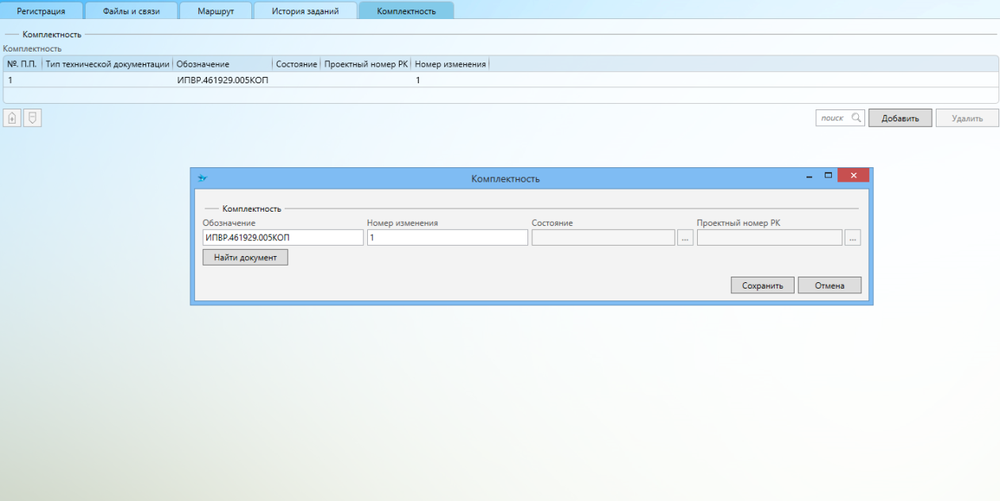 Регистрация Файлы и связи Маршрут История заданий Комплектность
Комплектность
Комплектность
№. П.П. Тип технической документации Обозначение Состояние Проектный номер РК Номер изменения
1 ИПВР.461929.005КОП 1
поиск Добавить Удалить
Комплектность
Комплектность
Обозначение Номер изменения Состояние Проектный номер РК
ИПВР.461929.005КОП 1 ... ...
Найти документ
Сохранить Отмена